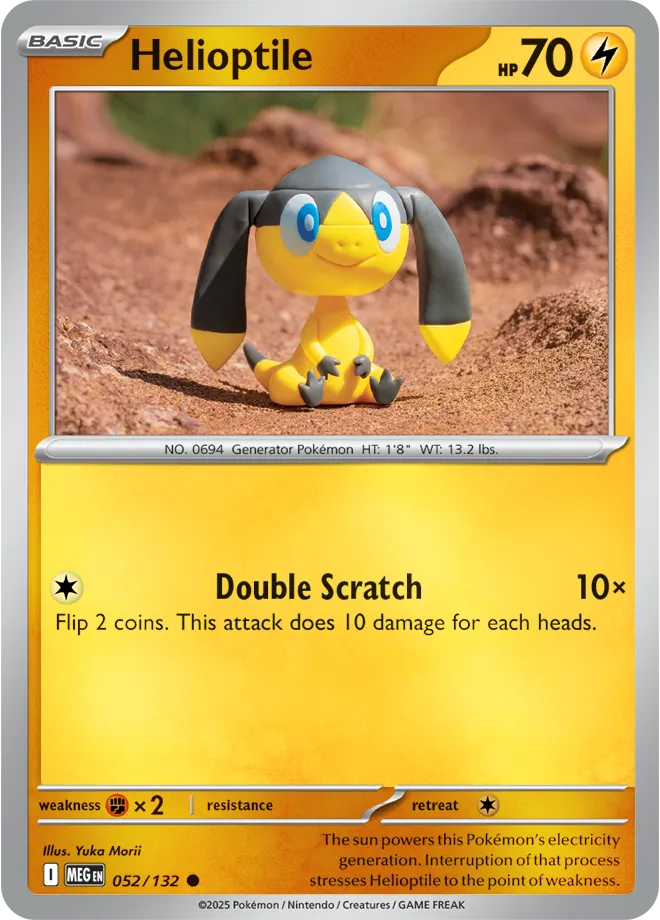 BASIC
Helioptile
HP 70
NO. 0694 Generator Pokémon HT: 1'8" WT: 13.2 lbs.
Double Scratch 10×
Flip 2 coins. This attack does 10 damage for each heads.
weakness ×2 resistance retreat
Illus. Yuka Morii
The sun powers this Pokémon's electricity
generation. Interruption of that process
stresses Helioptile to the point of weakness.
I MEG EN 052/132
©2025 Pokémon / Nintendo / Creatures / GAME FREAK